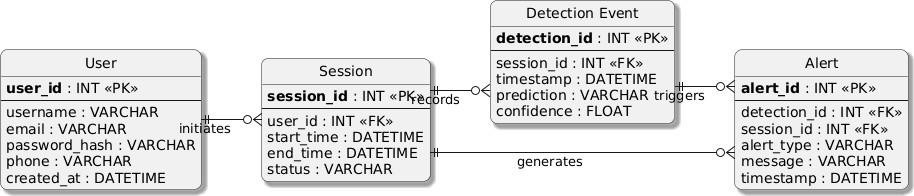 User
user_id : INT «PK»
username : VARCHAR
email : VARCHAR
password_hash : VARCHAR
phone : VARCHAR
created_at : DATETIME
initiates
Session
session_id : INT «PK»
user_id : INT «FK»
start_time : DATETIME
end_time : DATETIME
status : VARCHAR
records
Detection Event
detection_id : INT «PK»
session_id : INT «FK»
timestamp : DATETIME
prediction : VARCHAR
confidence : FLOAT
triggers
generates
Alert
alert_id : INT «PK»
detection_id : INT «FK»
session_id : INT «FK»
alert_type : VARCHAR
message : VARCHAR
timestamp : DATETIME